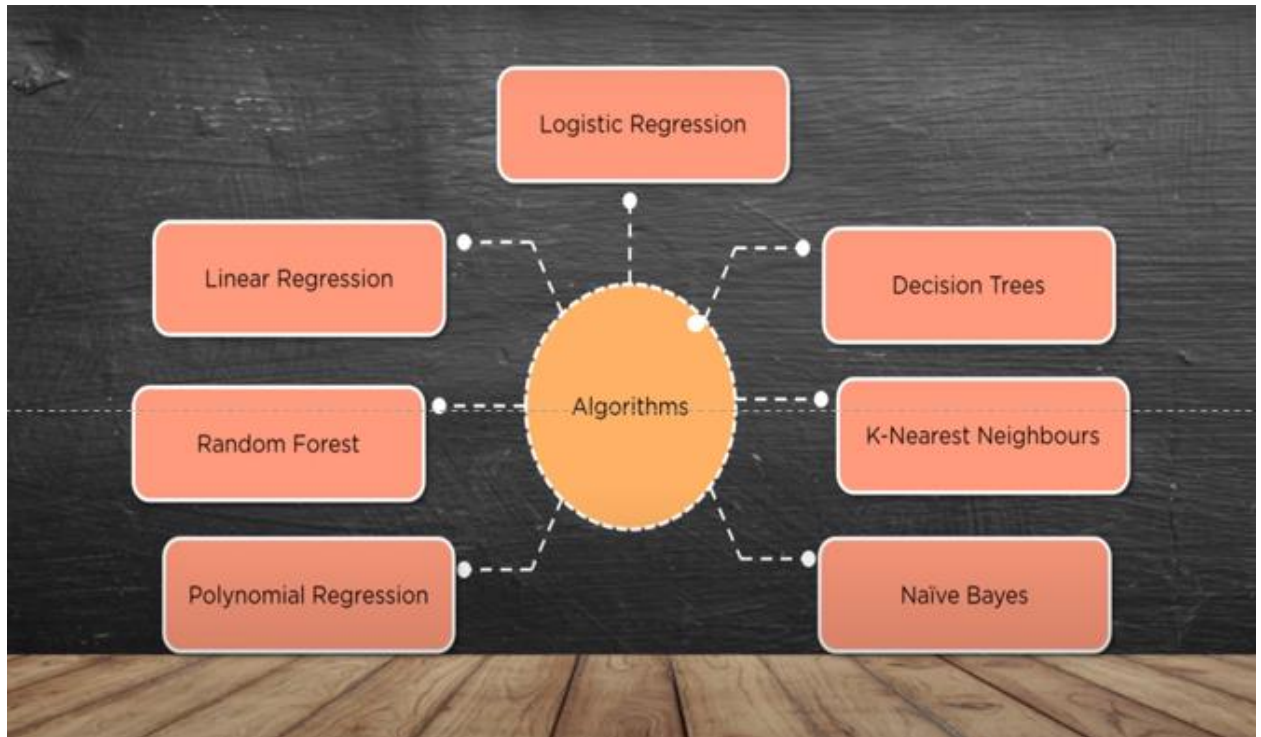 Logistic Regression
Linear Regression
Decision Trees
Algorithms
Random Forest
K-Nearest Neighbours
Polynomial Regression
Naïve Bayes